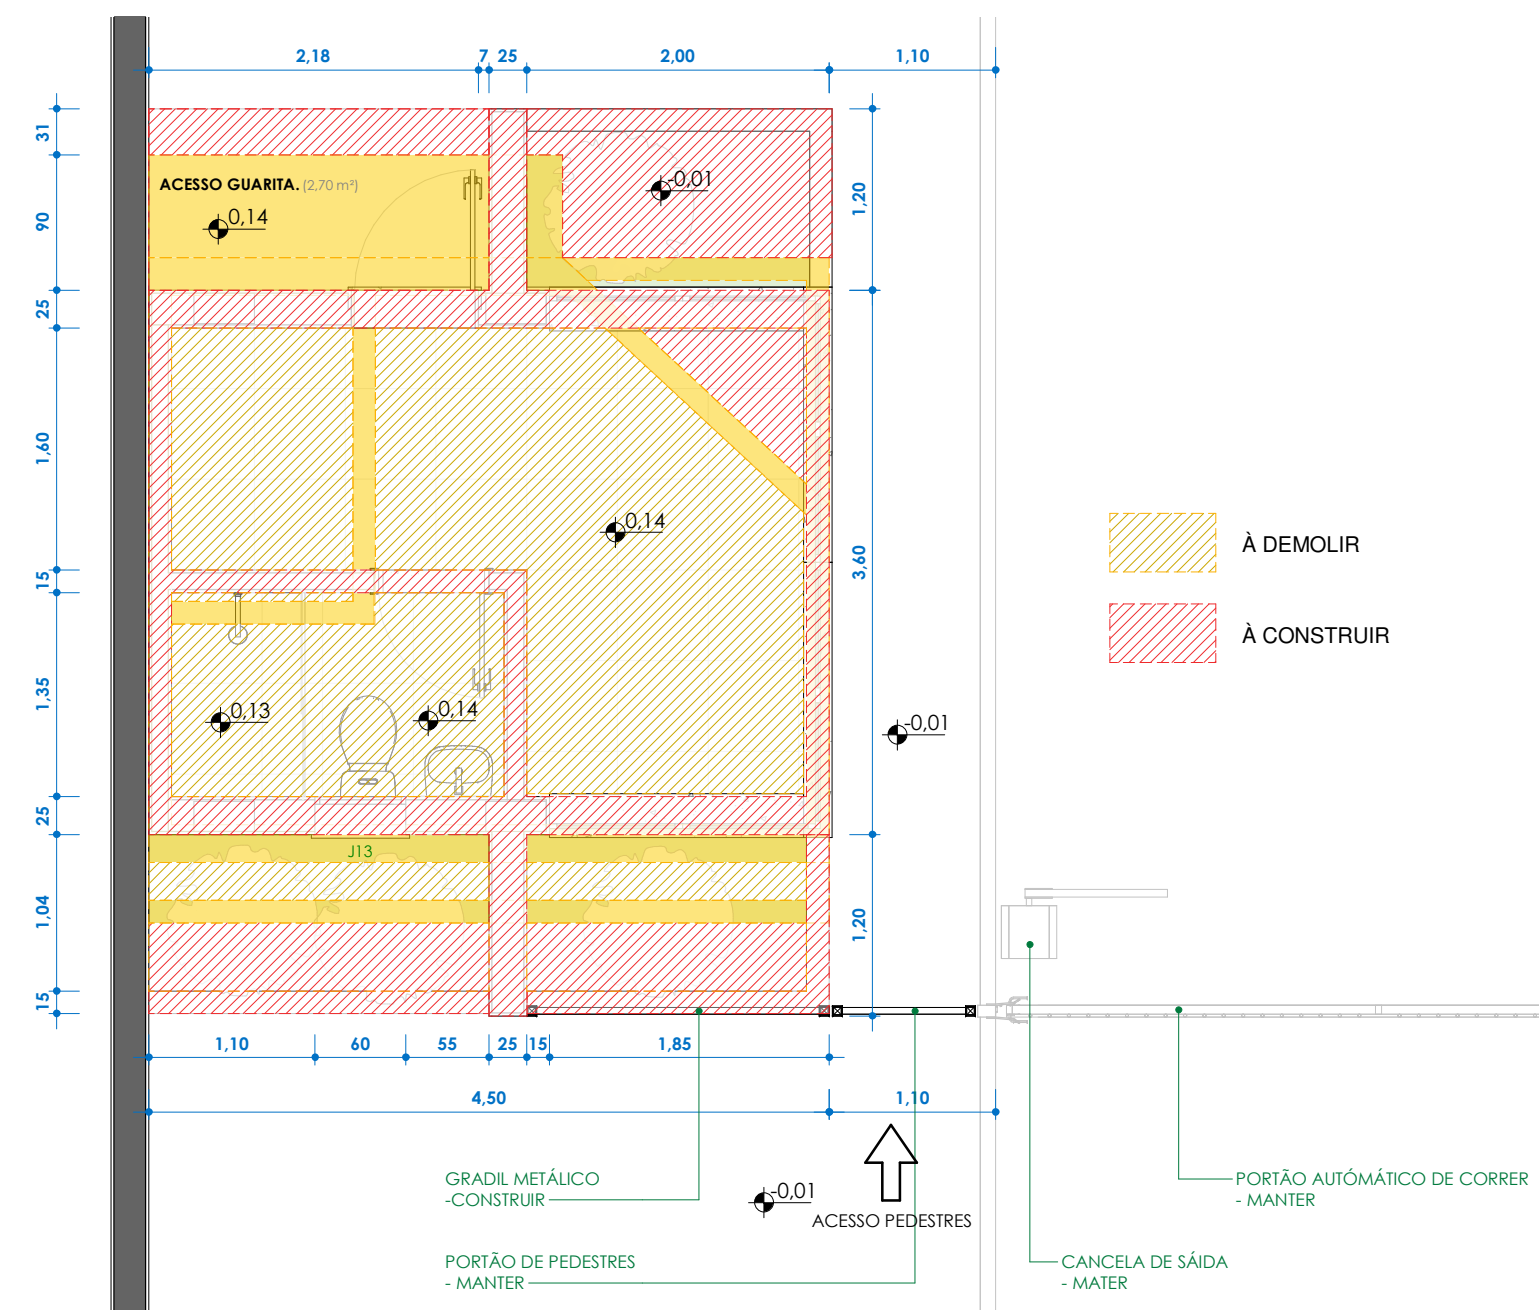 2,18
7
25
2,00
1,10
31
90
25
1,60
15
1,35
25
1,04
15
ACESSO GUARITA. (2,70 m²)
0,14
-0,01
1,20
0,14
3,60
0,13
0,14
-0,01
J13
1,20
À DEMOLIR
À CONSTRUIR
1,10
60
55
25
15
1,85
4,50
1,10
GRADIL METÁLICO
-CONSTRUIR
-0,01
ACESSO PEDESTRES
PORTÃO AUTÓMÁTICO DE CORRER
- MANTER
PORTÃO DE PEDESTRES
- MANTER
CANCELA DE SÁIDA
- MATER